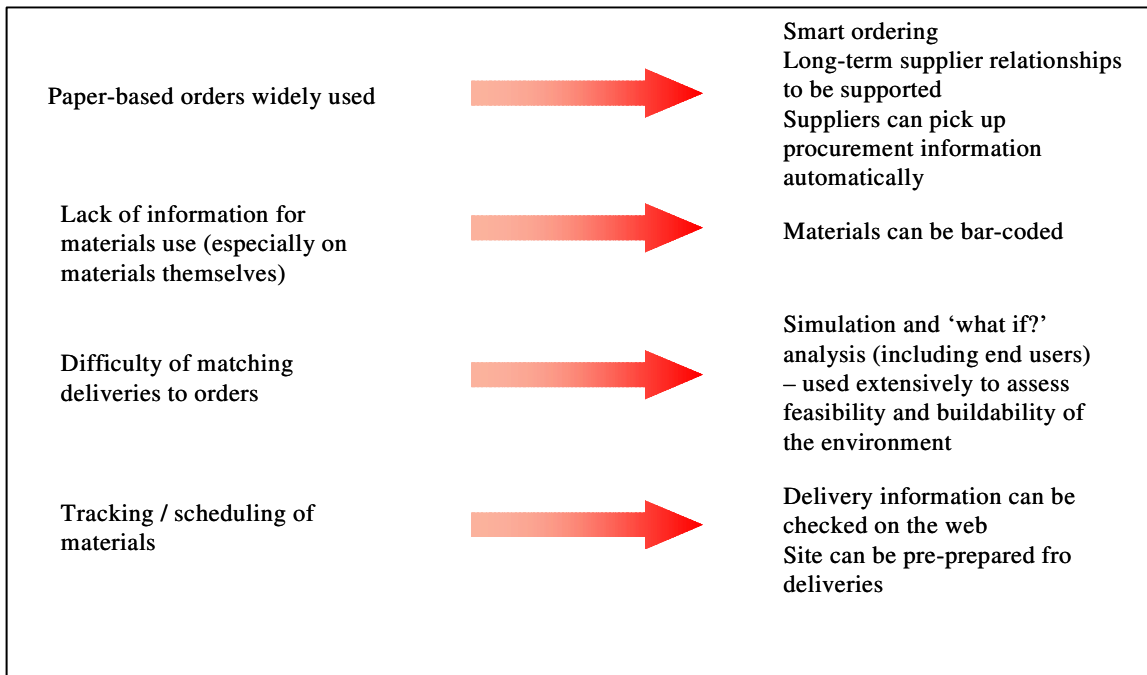 Paper-based orders widely used
Smart ordering
Long-term supplier relationships
to be supported
Suppliers can pick up
procurement information
automatically
Lack of information for
materials use (especially on
materials themselves)
Materials can be bar-coded
Difficulty of matching
deliveries to orders
Simulation and ‘what if?’
analysis (including end users)
– used extensively to assess
feasibility and buildability of
the environment
Tracking / scheduling of
materials
Delivery information can be
checked on the web
Site can be pre-prepared fro
deliveries